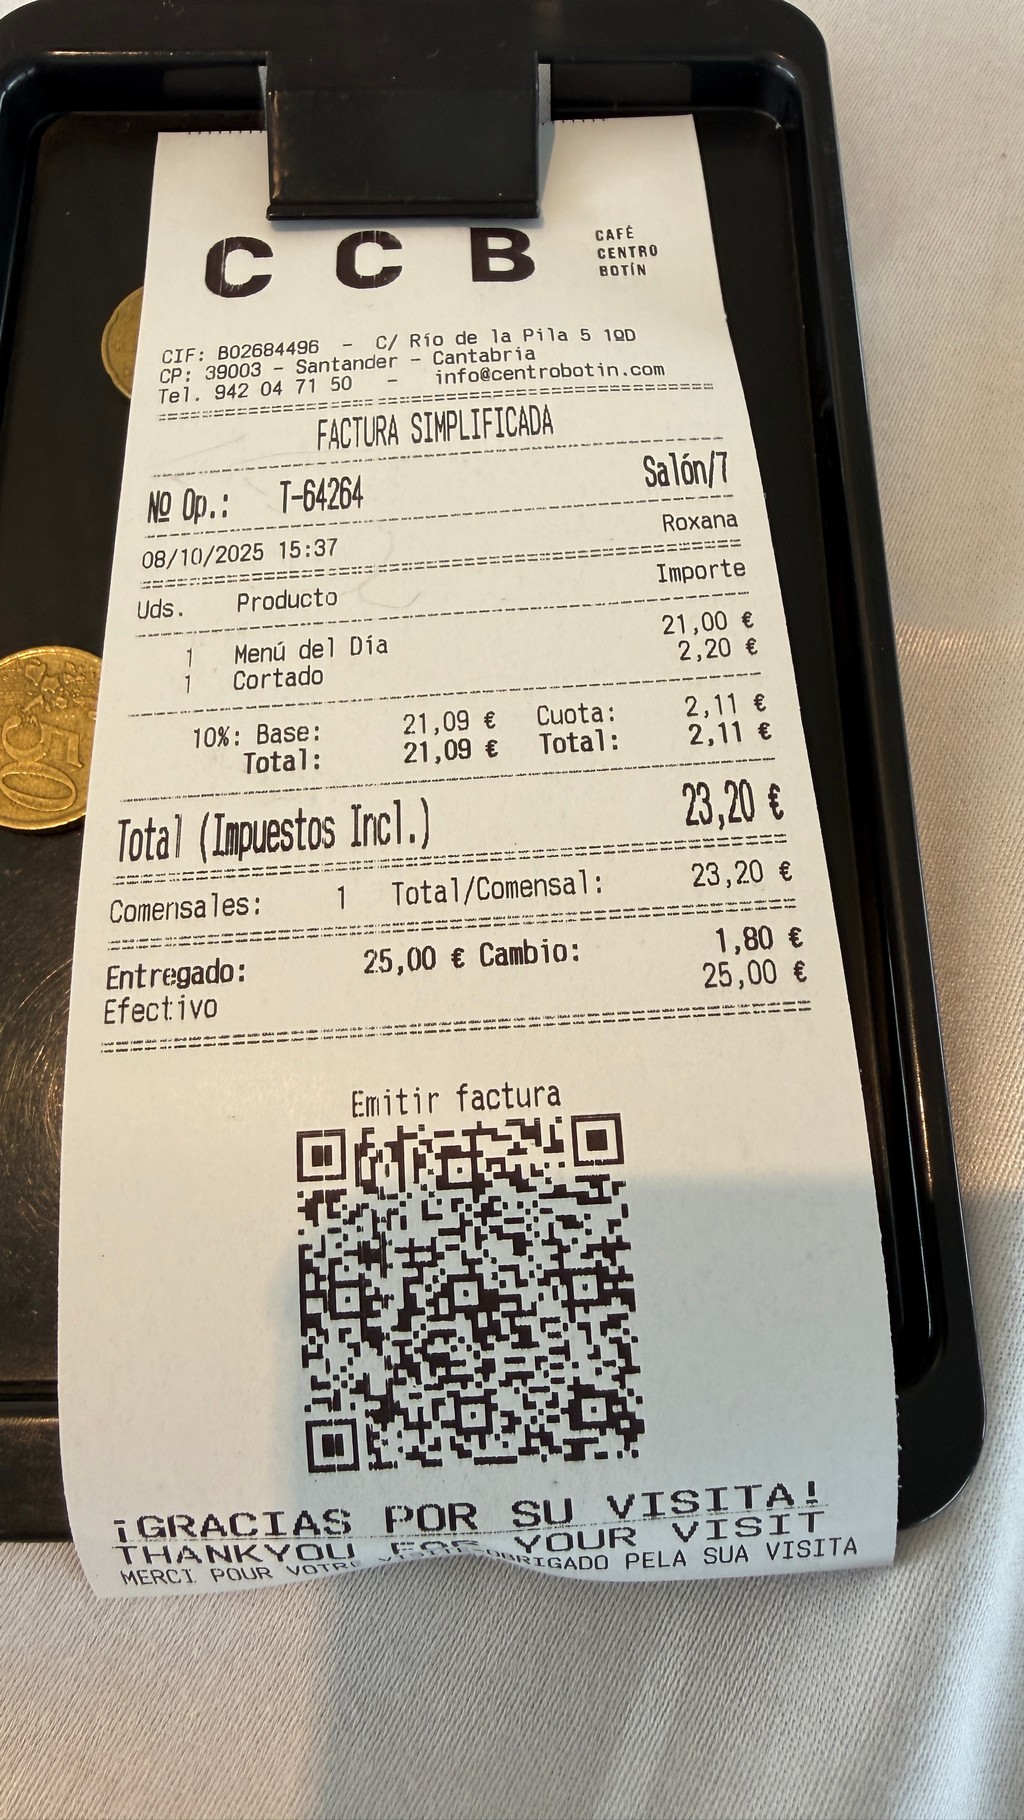 C C B
CAFÉ
CENTRO
BOTÍN
CIF: B02684496 - C/ Río de la Pila 5 1ºD
CP: 39003 - Santander - Cantabria
Tel. 942 04 71 50 - info@centrobotin.com
FACTURA SIMPLIFICADA
Nº Op.: T-64264 Salón/7
08/10/2025 15:37 Roxana
Uds. Producto Importe
1 Menú del Día 21,00 €
1 Cortado 2,20 €
10%: Base: 21,09 € Cuota: 2,11 €
Total: 21,09 € Total: 2,11 €
Total (Impuestos Incl.) 23,20 €
Comensales: 1 Total/Comensal: 23,20 €
Entregado: 25,00 € Cambio: 1,80 €
Efectivo 25,00 €
Emitir factura
¡GRACIAS POR SU VISITA!
THANKYOU FOR YOUR VISIT
MERCI POUR VOTRE VISITE OBRIGADO PELA SUA VISITA
50